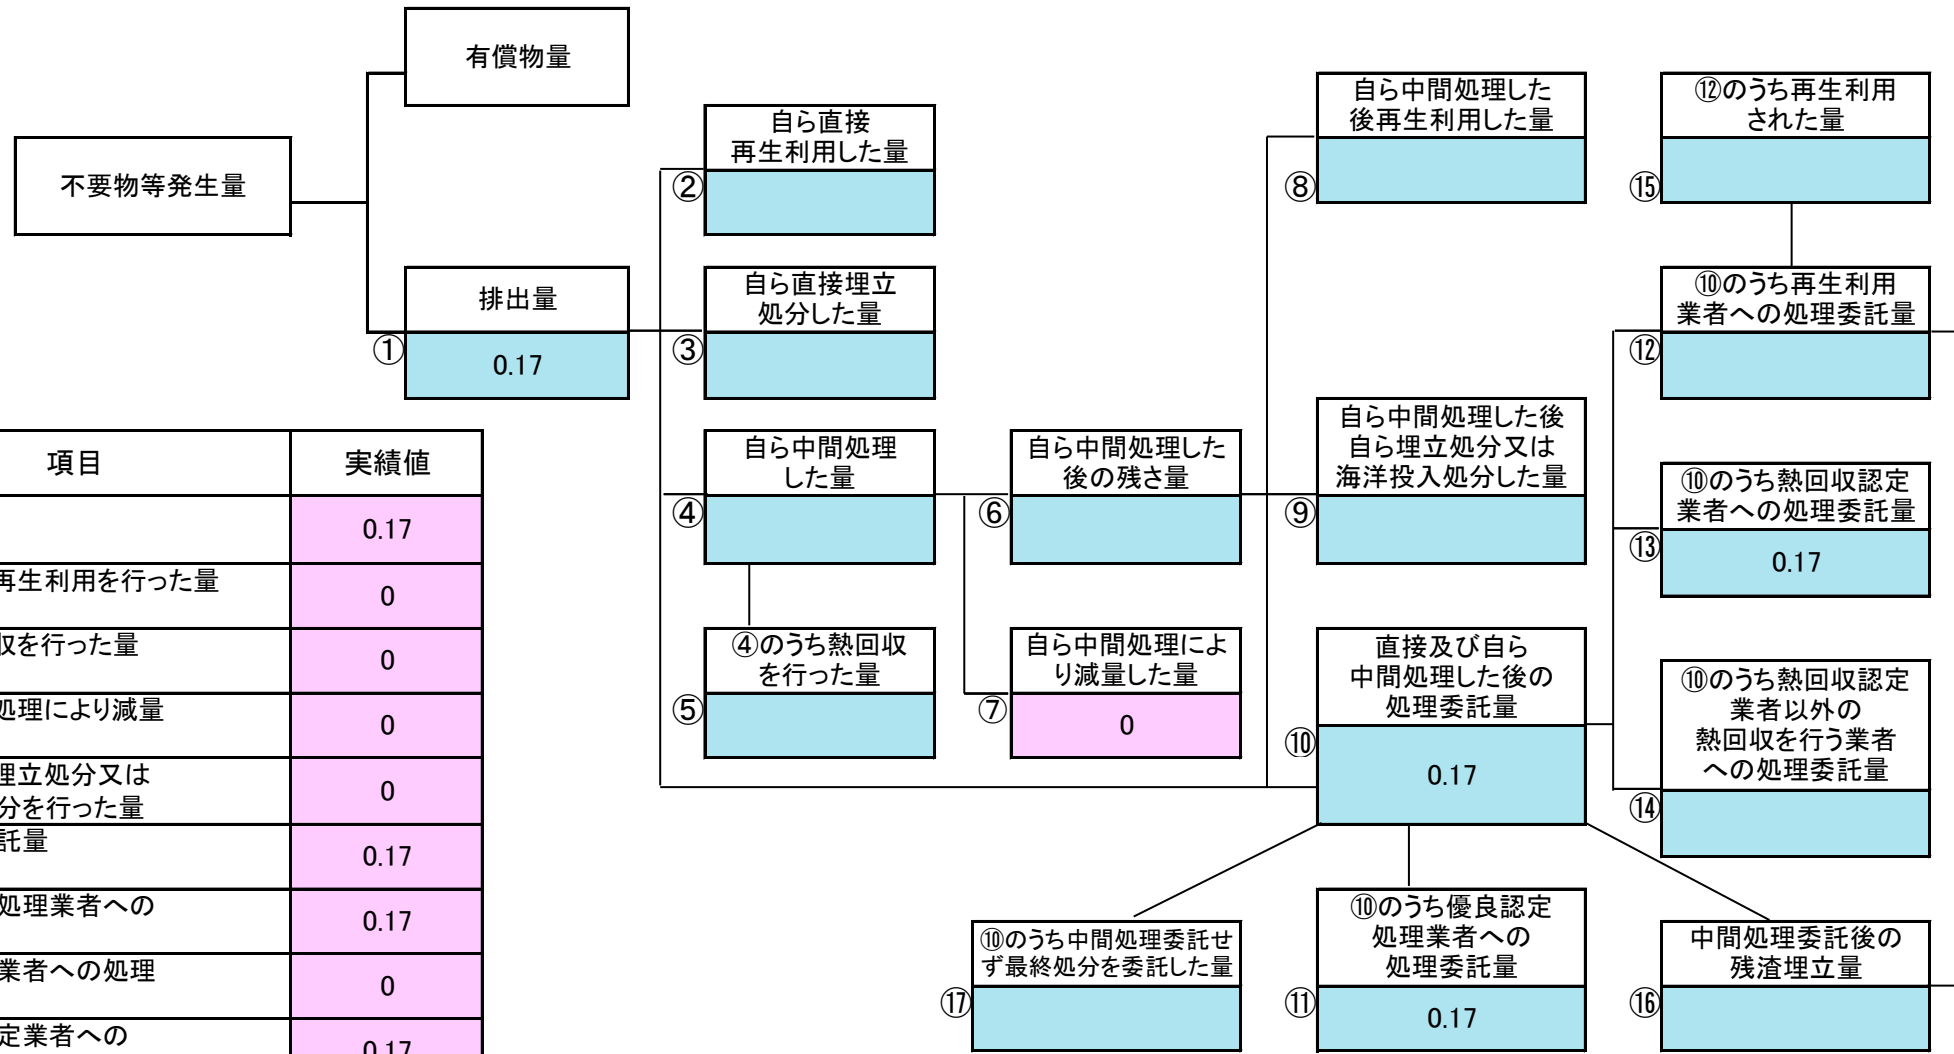 有償物量
不要物等発生量
排出量
①
0.17
自ら直接
再生利用した量
②
自ら直接埋立
処分した量
③
自ら中間処理
した量
④
④のうち熱回収
を行った量
⑤
自ら中間処理した
後の残さ量
⑥
自ら中間処理によ
り減量した量
⑦
0
自ら中間処理した
後再生利用した量
⑧
自ら中間処理した後
自ら埋立処分又は
海洋投入処分した量
⑨
直接及び自ら
中間処理した後の
処理委託量
⑩
0.17
⑫のうち再生利用
された量
⑮
⑩のうち再生利用
業者への処理委託量
⑫
⑩のうち熱回収認定
業者への処理委託量
⑬
0.17
⑩のうち熱回収認定
業者以外の
熱回収を行う業者
への処理委託量
⑭
⑩のうち中間処理委託せ
ず最終処分を委託した量
⑰
⑩のうち優良認定
処理業者への
処理委託量
⑪
0.17
中間処理委託後の
残渣埋立量
⑯
項目
実績値
0.17
再生利用を行った量
0
収を行った量
0
処理により減量
0
埋立処分又は
分を行った量
0
託量
0.17
処理業者への
0.17
業者への処理
0
定業者への
0.17